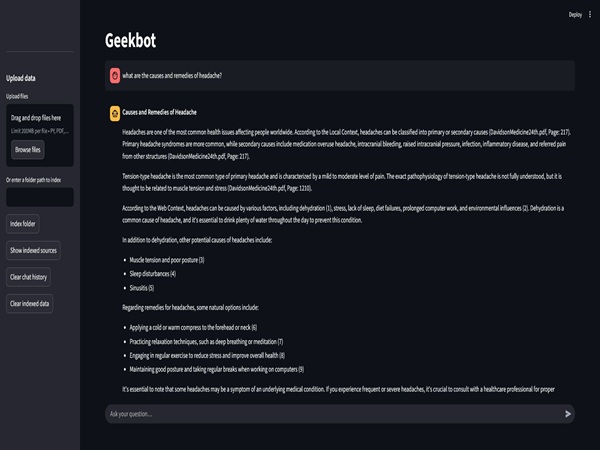 Deploy
Geekbot
what are the causes and remedies of headache?
Upload data
Upload files
Drag and drop files here
Limit 200MB per file • PY, PDF,...
Browse files
Or enter a folder path to index
Index folder
Show indexed sources
Clear chat history
Clear indexed data
Causes and Remedies of Headache
Headaches are one of the most common health issues affecting people worldwide. According to the Local Context, headaches can be classified into primary or secondary causes (DavidsonMedicine24th.pdf, Page: 217).
Primary headache syndromes are more common, while secondary causes include medication overuse headache, intracranial bleeding, raised intracranial pressure, infection, inflammatory disease, and referred pain
from other structures (DavidsonMedicine24th.pdf, Page: 217).
Tension-type headache is the most common type of primary headache and is characterized by a mild to moderate level of pain. The exact pathophysiology of tension-type headache is not fully understood, but it is
thought to be related to muscle tension and stress (DavidsonMedicine24th.pdf, Page: 1210).
According to the Web Context, headaches can be caused by various factors, including dehydration (1), stress, lack of sleep, diet failures, prolonged computer work, and environmental influences (2). Dehydration is a
common cause of headache, and it's essential to drink plenty of water throughout the day to prevent this condition.
In addition to dehydration, other potential causes of headaches include:
• Muscle tension and poor posture (3)
• Sleep disturbances (4)
• Sinusitis (5)
Regarding remedies for headaches, some natural options include:
• Applying a cold or warm compress to the forehead or neck (6)
• Practicing relaxation techniques, such as deep breathing or meditation (7)
• Engaging in regular exercise to reduce stress and improve overall health (8)
• Maintaining good posture and taking regular breaks when working on computers (9)
It's essential to note that some headaches may be a symptom of an underlying medical condition. If you experience frequent or severe headaches, it's crucial to consult with a healthcare professional for proper
Ask your question...